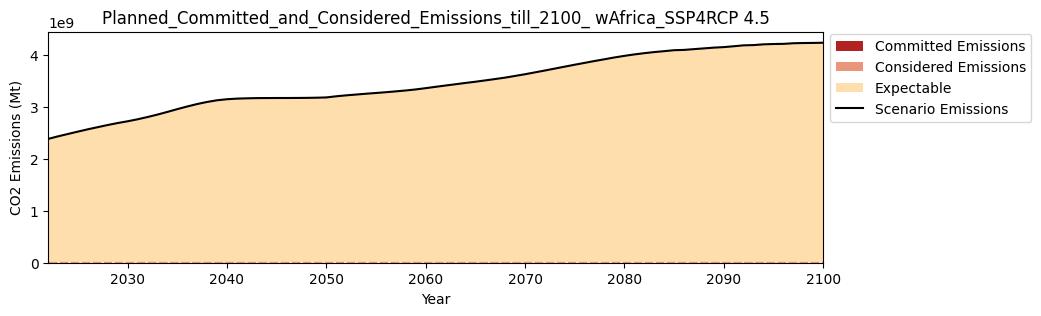 Planned_Committed_and_Considered_Emissions_till_2100_ wAfrica_SSP4RCP 4.5
1e9
4
3
2
1
0
CO2 Emissions (Mt)
2030 2040 2050 2060 2070 2080 2090 2100
Year
Committed Emissions
Considered Emissions
Expectable
Scenario Emissions